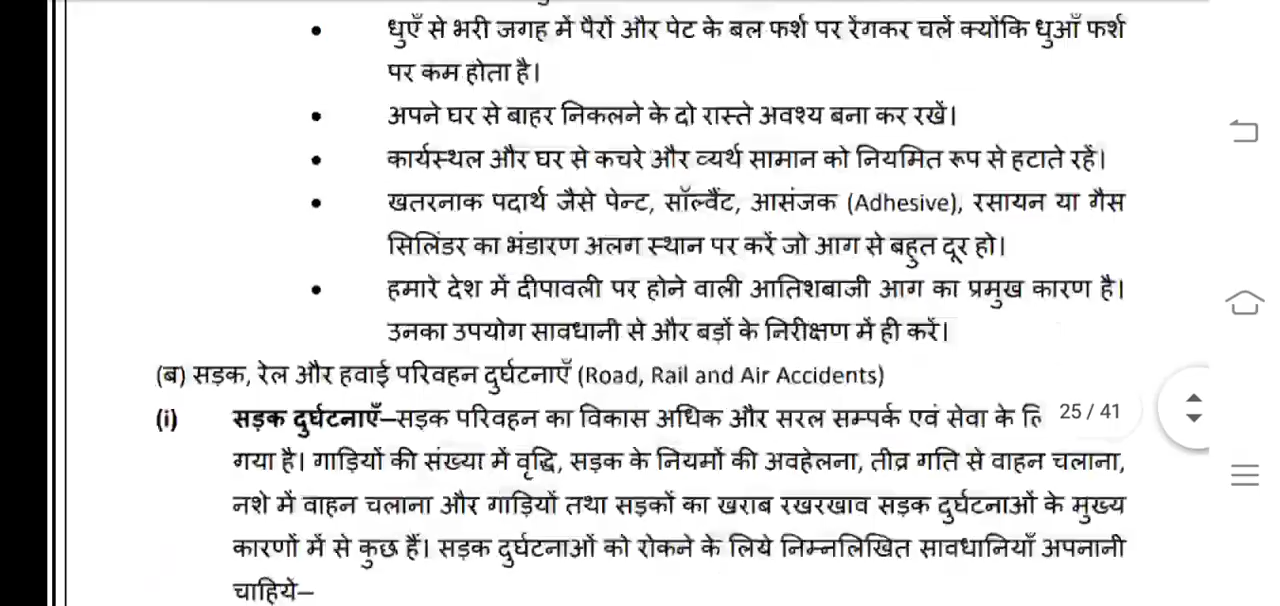 धुएँ से भरी जगह में पैरों और पेट के बल फर्श पर रेंगकर चलें क्योंकि धुआँ फर्श
पर कम होता है।
अपने घर से बाहर निकलने के दो रास्ते अवश्य बना कर रखें।
कार्यस्थल और घर से कचरे और व्यर्थ सामान को नियमित रूप से हटाते रहें।
खतरनाक पदार्थ जैसे पेन्ट, सॉल्वैंट, आसंजक (Adhesive), रसायन या गैस
सिलिंडर का भंडारण अलग स्थान पर करें जो आग से बहुत दूर हो।
हमारे देश में दीपावली पर होने वाली आतिशबाजी आग का प्रमुख कारण है।
उनका उपयोग सावधानी से और बड़ों के निरीक्षण में ही करें।
(ब) सड़क, रेल और हवाई परिवहन दुर्घटनाएँ (Road, Rail and Air Accidents)
(i) सड़क दुर्घटनाएँ–सड़क परिवहन का विकास अधिक और सरल सम्पर्क एवं सेवा के
25 / 41
गया है। गाड़ियों की संख्या में वृद्धि, सड़क के नियमों की अवहेलना, तीव्र गति से वाहन चलाना,
नशे में वाहन चलाना और गाड़ियों तथा सड़कों का खराब रखरखाव सड़क दुर्घटनाओं के मुख्य
कारणों में से कुछ हैं। सड़क दुर्घटनाओं को रोकने के लिये निम्नलिखित सावधानियाँ अपनानी
चाहिये–